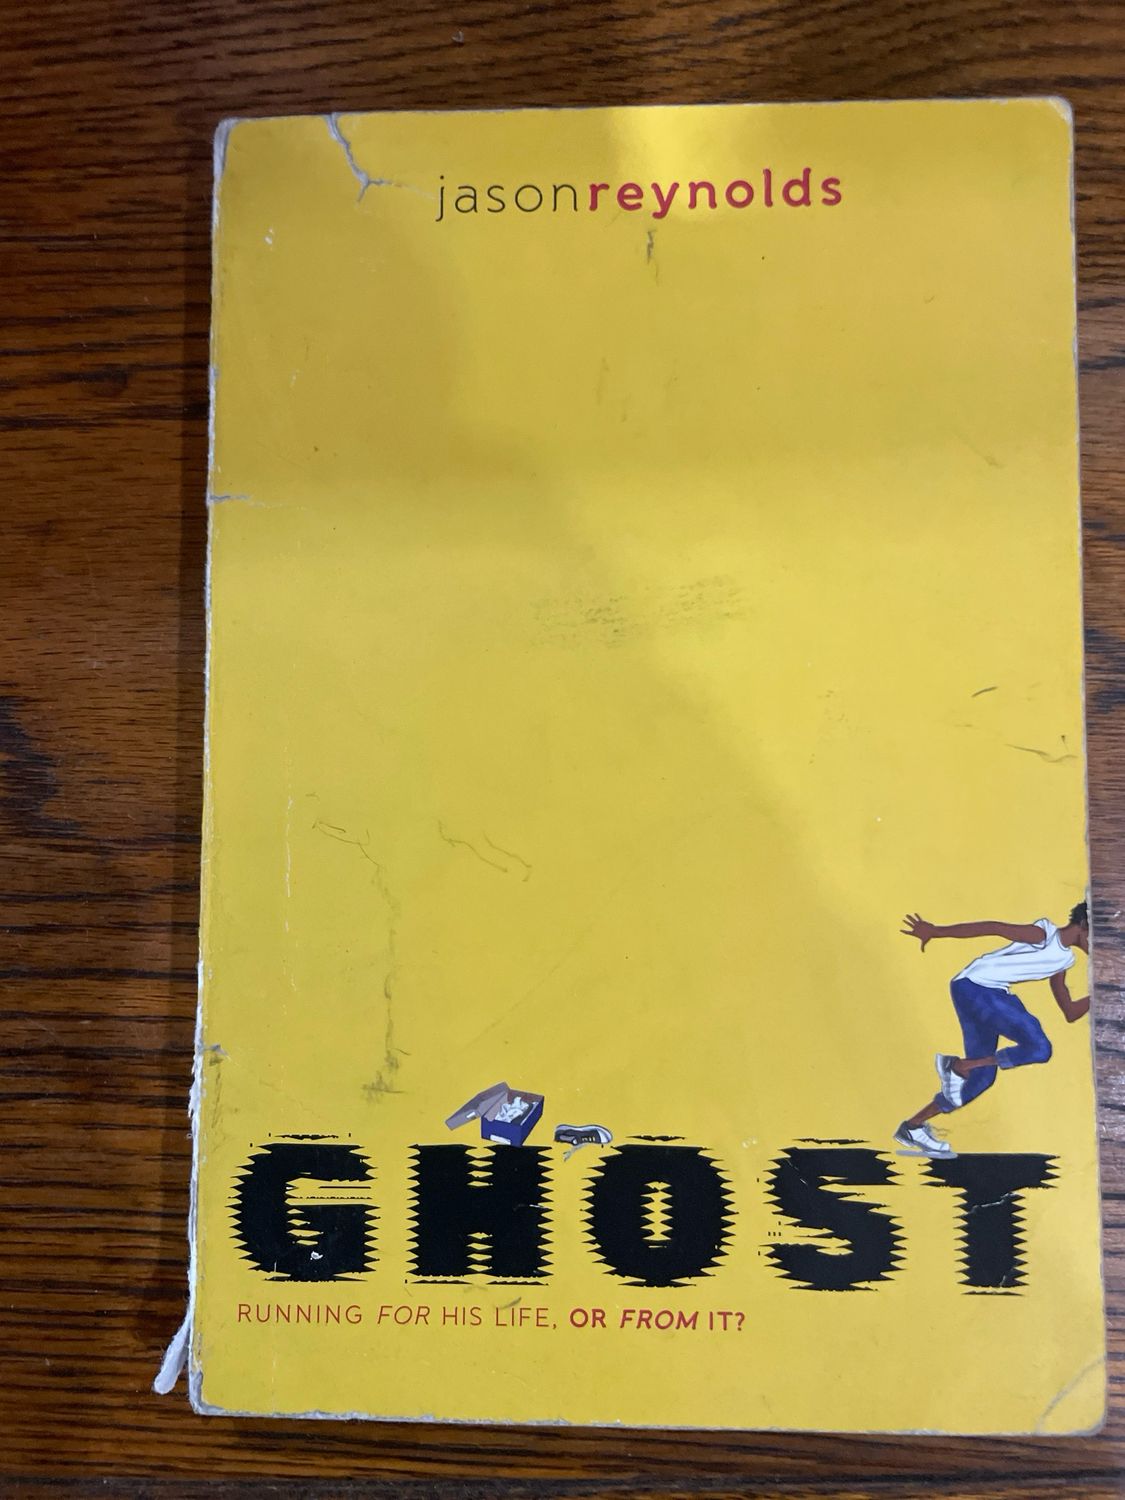 jasonreynolds
GHOST
RUNNING FOR HIS LIFE, OR FROM IT?